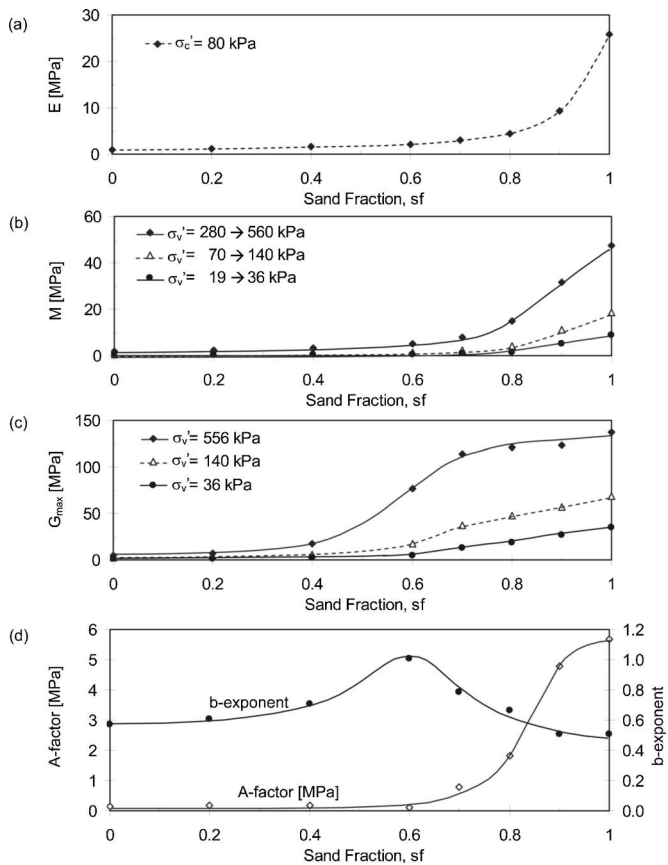 (a)
30
20
10
0
E [MPa]
σc'= 80 kPa
0 0.2 0.4 0.6 0.8 1
Sand Fraction, sf
(b)
60
40
20
0
M [MPa]
σv'= 280 → 560 kPa
σv'= 70 → 140 kPa
σv'= 19 → 36 kPa
0 0.2 0.4 0.6 0.8 1
Sand Fraction, sf
(c)
150
100
50
0
Gmax [MPa]
σv'= 556 kPa
σv'= 140 kPa
σv'= 36 kPa
0 0.2 0.4 0.6 0.8 1
Sand Fraction, sf
(d)
6
5
4
3
2
1
0
A-factor [MPa]
b-exponent
A-factor [MPa]
1.2
1.0
0.8
0.6
0.4
0.2
0.0
b-exponent
0 0.2 0.4 0.6 0.8 1
Sand Fraction, sf